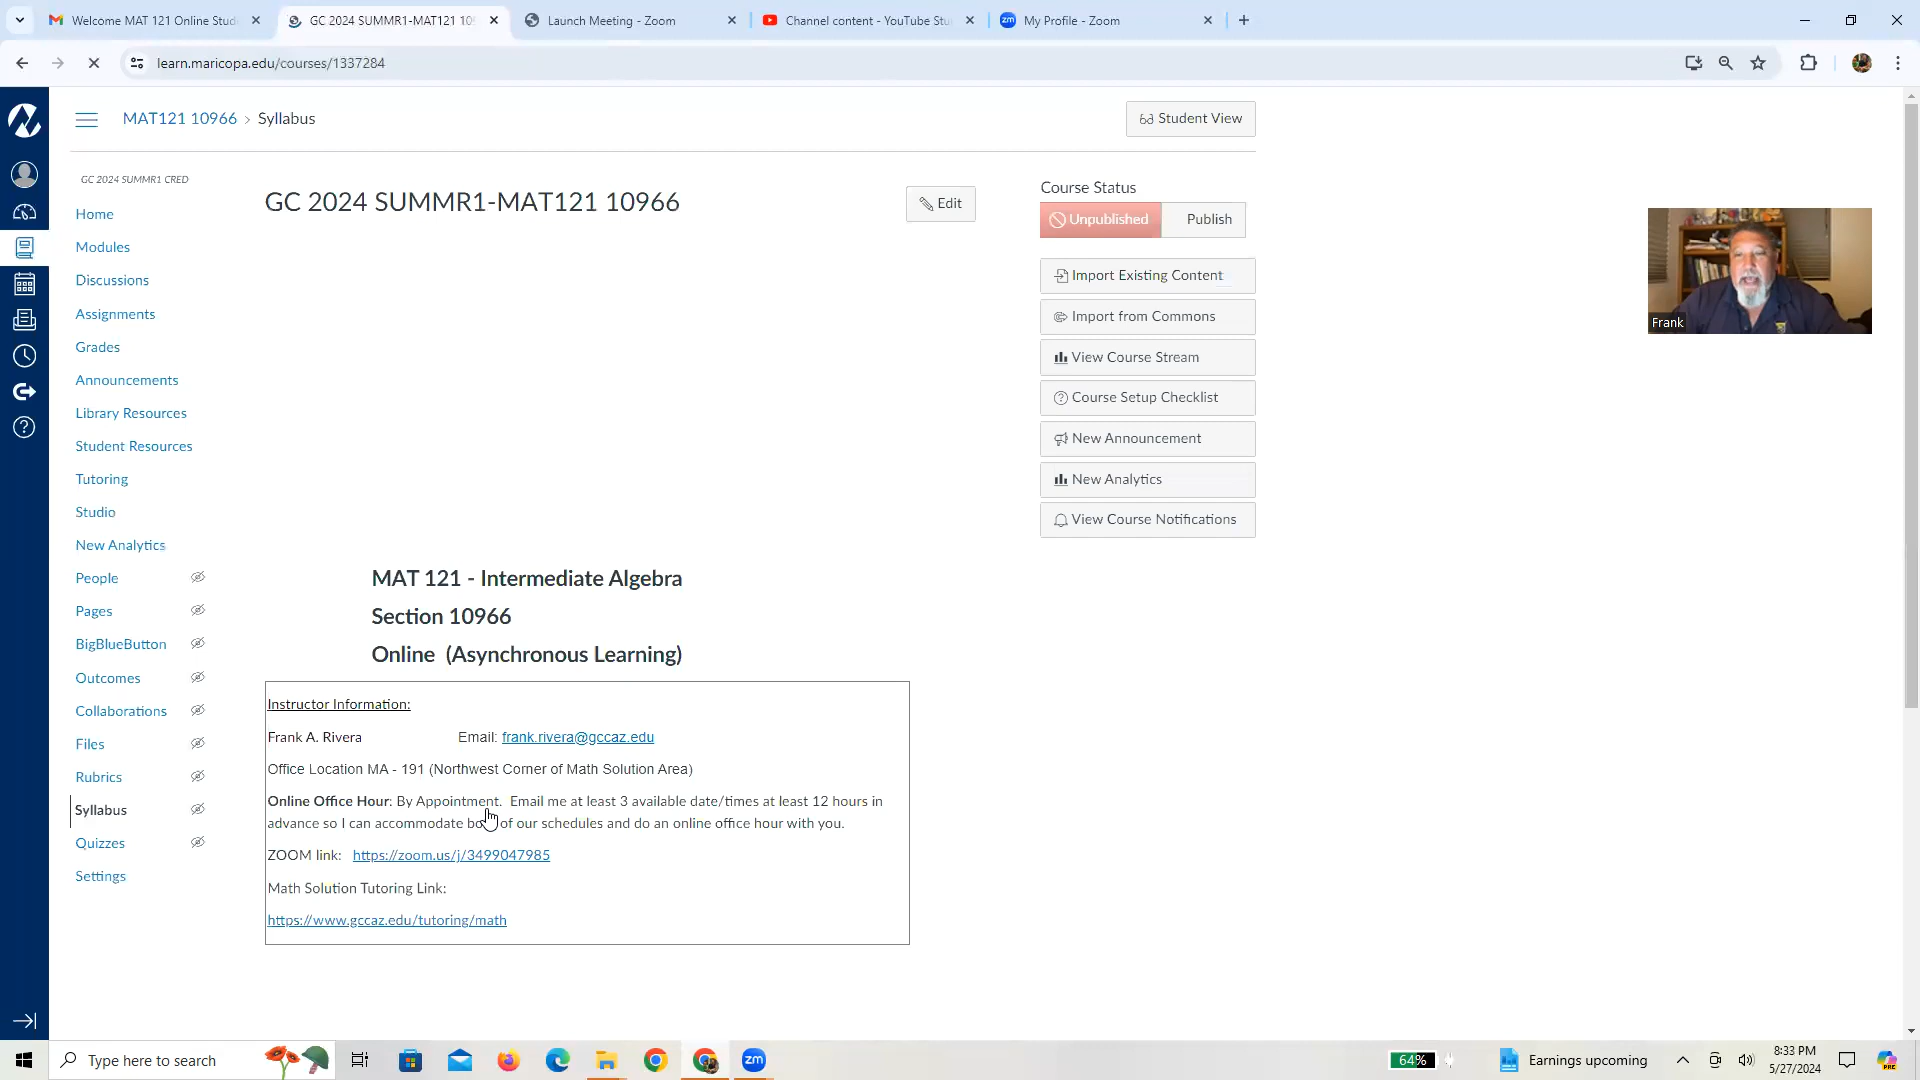 Welcome MAT 121 Online Stude
GC 2024 SUMMR1-MAT121 109
Launch Meeting - Zoom
Channel content - YouTube Stu
zm My Profile - Zoom
learn.maricopa.edu/courses/1337284
MAT121 10966 › Syllabus
Student View
GC 2024 SUMMR1 CRED
Home
Modules
Discussions
Assignments
Grades
Announcements
Library Resources
Student Resources
Tutoring
Studio
New Analytics
People
Pages
BigBlueButton
Outcomes
Collaborations
Files
Rubrics
Syllabus
Quizzes
Settings
GC 2024 SUMMR1-MAT121 10966
Edit
Course Status
Unpublished
Publish
Import Existing Content
Import from Commons
View Course Stream
Course Setup Checklist
New Announcement
New Analytics
View Course Notifications
Frank
MAT 121 - Intermediate Algebra
Section 10966
Online (Asynchronous Learning)
Instructor Information:
Frank A. Rivera Email: frank.rivera@gccaz.edu
Office Location MA - 191 (Northwest Corner of Math Solution Area)
Online Office Hour: By Appointment. Email me at least 3 available date/times at least 12 hours in
advance so I can accommodate both of our schedules and do an online office hour with you.
ZOOM link: https://zoom.us/j/3499047985
Math Solution Tutoring Link:
https://www.gccaz.edu/tutoring/math
Type here to search
zm
64%
Earnings upcoming
8:33 PM
5/27/2024
PRE